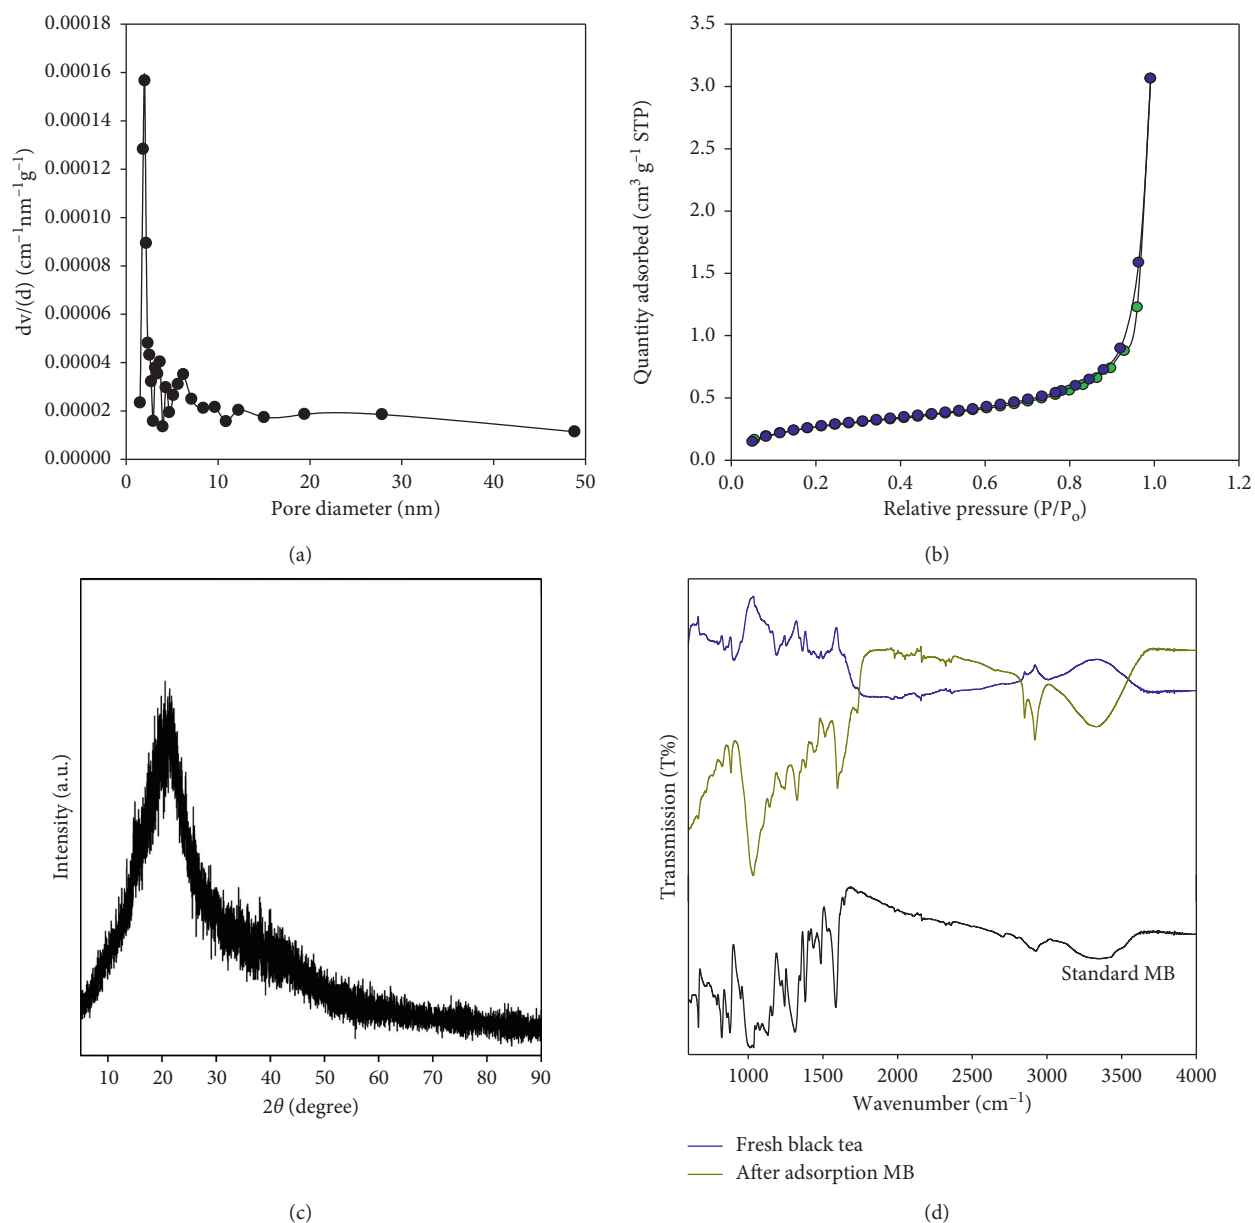 0.00018
0.00016
0.00014
0.00012
0.00010
0.00008
0.00006
0.00004
0.00002
0.00000
dv/(d) (cm⁻¹nm⁻¹g⁻¹)
0 10 20 30 40 50
Pore diameter (nm)
(a)
3.5
3.0
2.5
2.0
1.5
1.0
0.5
0.0
Quantity adsorbed (cm³ g⁻¹ STP)
0.0 0.2 0.4 0.6 0.8 1.0 1.2
Relative pressure (P/Pₒ)
(b)
Intensity (a.u.)
10 20 30 40 50 60 70 80 90
2θ (degree)
(c)
Transmission (T%)
Standard MB
1000 1500 2000 2500 3000 3500 4000
Wavenumber (cm⁻¹)
Fresh black tea
After adsorption MB
(d)